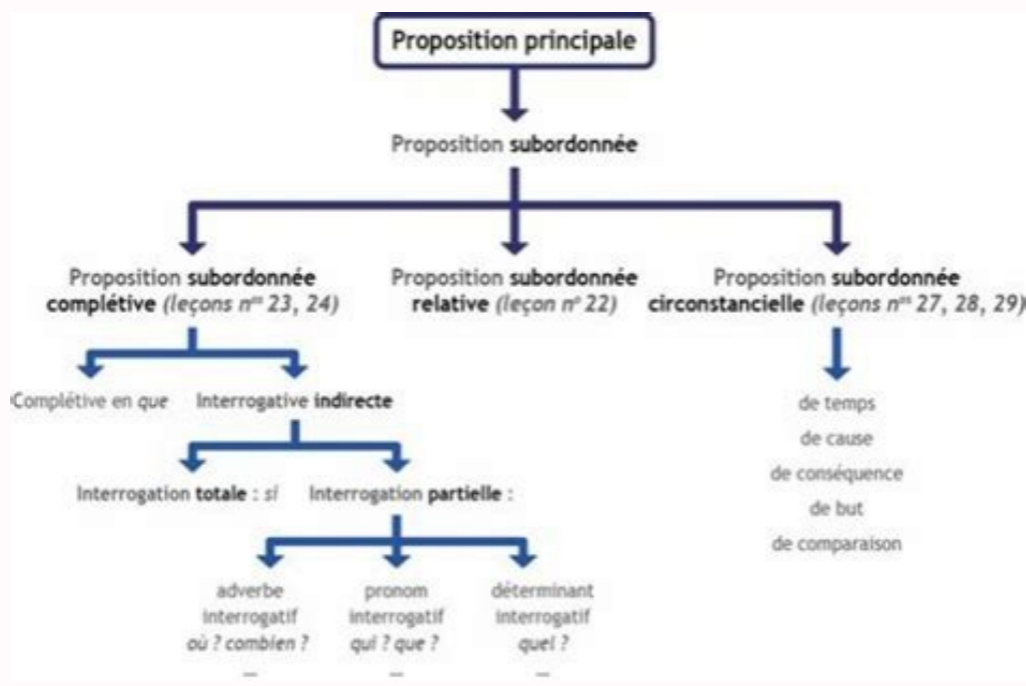 Proposition principale
Proposition subordonnée
Proposition subordonnée
complétive (leçons nos 23, 24)
Proposition subordonnée
relative (leçon no 22)
Proposition subordonnée
circonstancielle (leçons nos 27, 28, 29)
Complétive en que
Interrogative indirecte
de temps
de cause
de conséquence
de but
de comparaison
Interrogation totale : si
Interrogation partielle :
adverbe
interrogatif
où ? combien ?
...
pronom
interrogatif
qui ? que ?
...
déterminant
interrogatif
quel ?
...